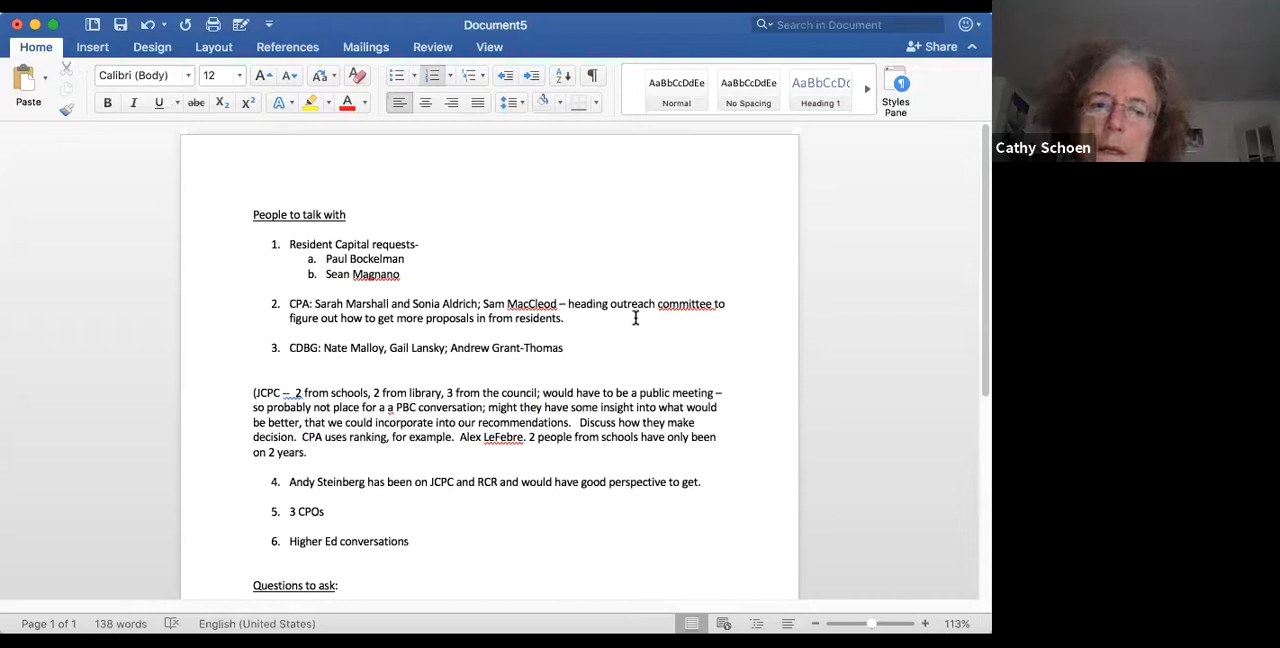 Document5
Search in Document
Home Insert Design Layout References Mailings Review View
Share
Calibri (Body) 12
Paste
AaBbCcDdEe AaBbCcDdEe AaBbCcDc
Normal No Spacing Heading 1
Styles Pane
Cathy Schoen
People to talk with
1. Resident Capital requests-
a. Paul Bockelman
b. Sean Magnano
2. CPA: Sarah Marshall and Sonia Aldrich; Sam MacCleod – heading outreach committee to
figure out how to get more proposals in from residents.
3. CDBG: Nate Malloy, Gail Lansky; Andrew Grant-Thomas
(JCPC – 2 from schools, 2 from library, 3 from the council; would have to be a public meeting –
so probably not place for a a PBC conversation; might they have some insight into what would
be better, that we could incorporate into our recommendations. Discuss how they make
decision. CPA uses ranking, for example. Alex LeFebre. 2 people from schools have only been
on 2 years.
4. Andy Steinberg has been on JCPC and RCR and would have good perspective to get.
5. 3 CPOs
6. Higher Ed conversations
Questions to ask:
Page 1 of 1 138 words English (United States) 113%